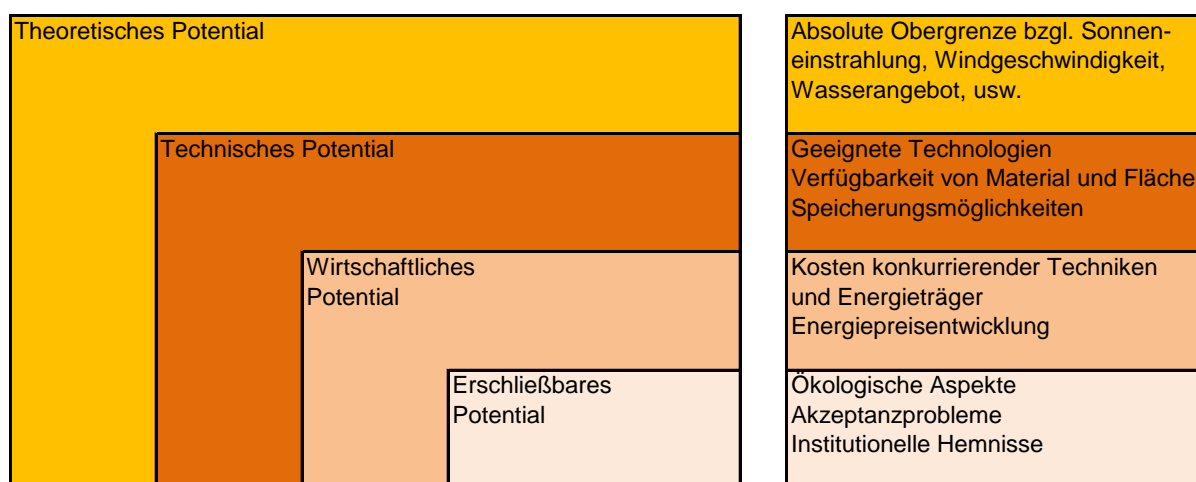 Theoretisches Potential
Absolute Obergrenze bzgl. Sonnen-
einstrahlung, Windgeschwindigkeit,
Wasserangebot, usw.
Technisches Potential
Geeignete Technologien
Verfügbarkeit von Material und Fläche
Speicherungsmöglichkeiten
Wirtschaftliches
Potential
Kosten konkurrierender Techniken
und Energieträger
Energiepreisentwicklung
Erschließbares
Potential
Ökologische Aspekte
Akzeptanzprobleme
Institutionelle Hemnisse